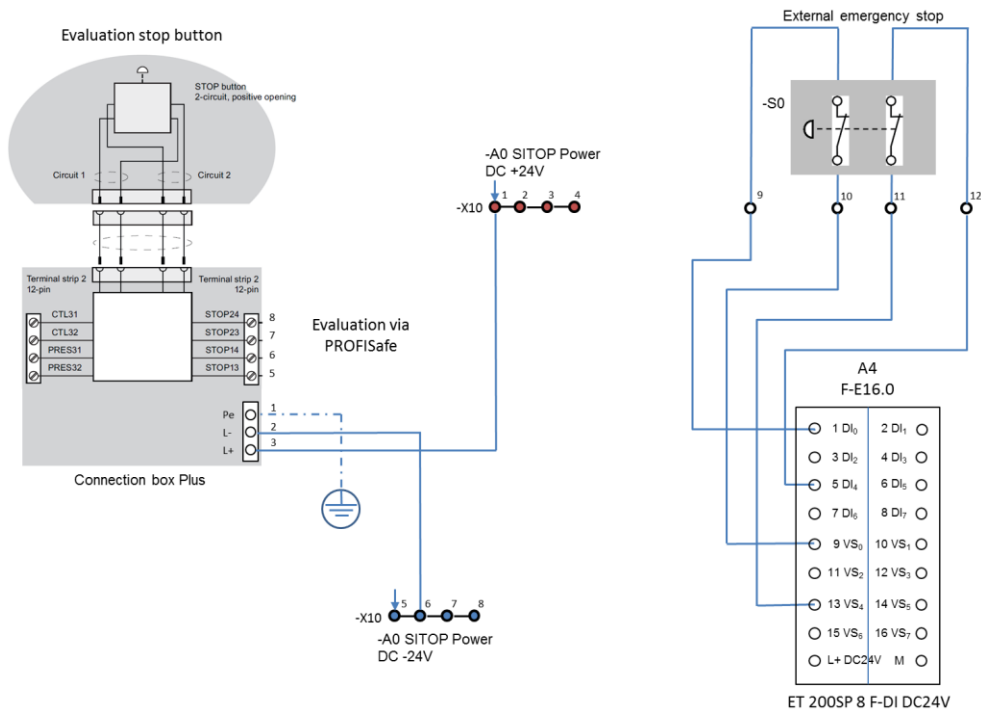 Evaluation stop button
STOP button
2-circuit, positive opening
Circuit 1
Circuit 2
Terminal strip 2
12-pin
Terminal strip 2
12-pin
CTL31
CTL32
PRES31
PRES32
STOP24
STOP23
STOP14
STOP13
8
7
6
5
Evaluation via
PROFISafe
Pe
L-
L+
1
2
3
Connection box Plus
-A0 SITOP Power
DC +24V
-X10
1 2 3 4
-X10
5 6 7 8
-A0 SITOP Power
DC -24V
External emergency stop
-S0
9 10 11 12
A4
F-E16.0
1 DI₀ 2 DI₁
3 DI₂ 4 DI₃
5 DI₄ 6 DI₅
7 DI₆ 8 DI₇
9 VS₀ 10 VS₁
11 VS₂ 12 VS₃
13 VS₄ 14 VS₅
15 VS₆ 16 VS₇
L+ DC24V M
ET 200SP 8 F-DI DC24V